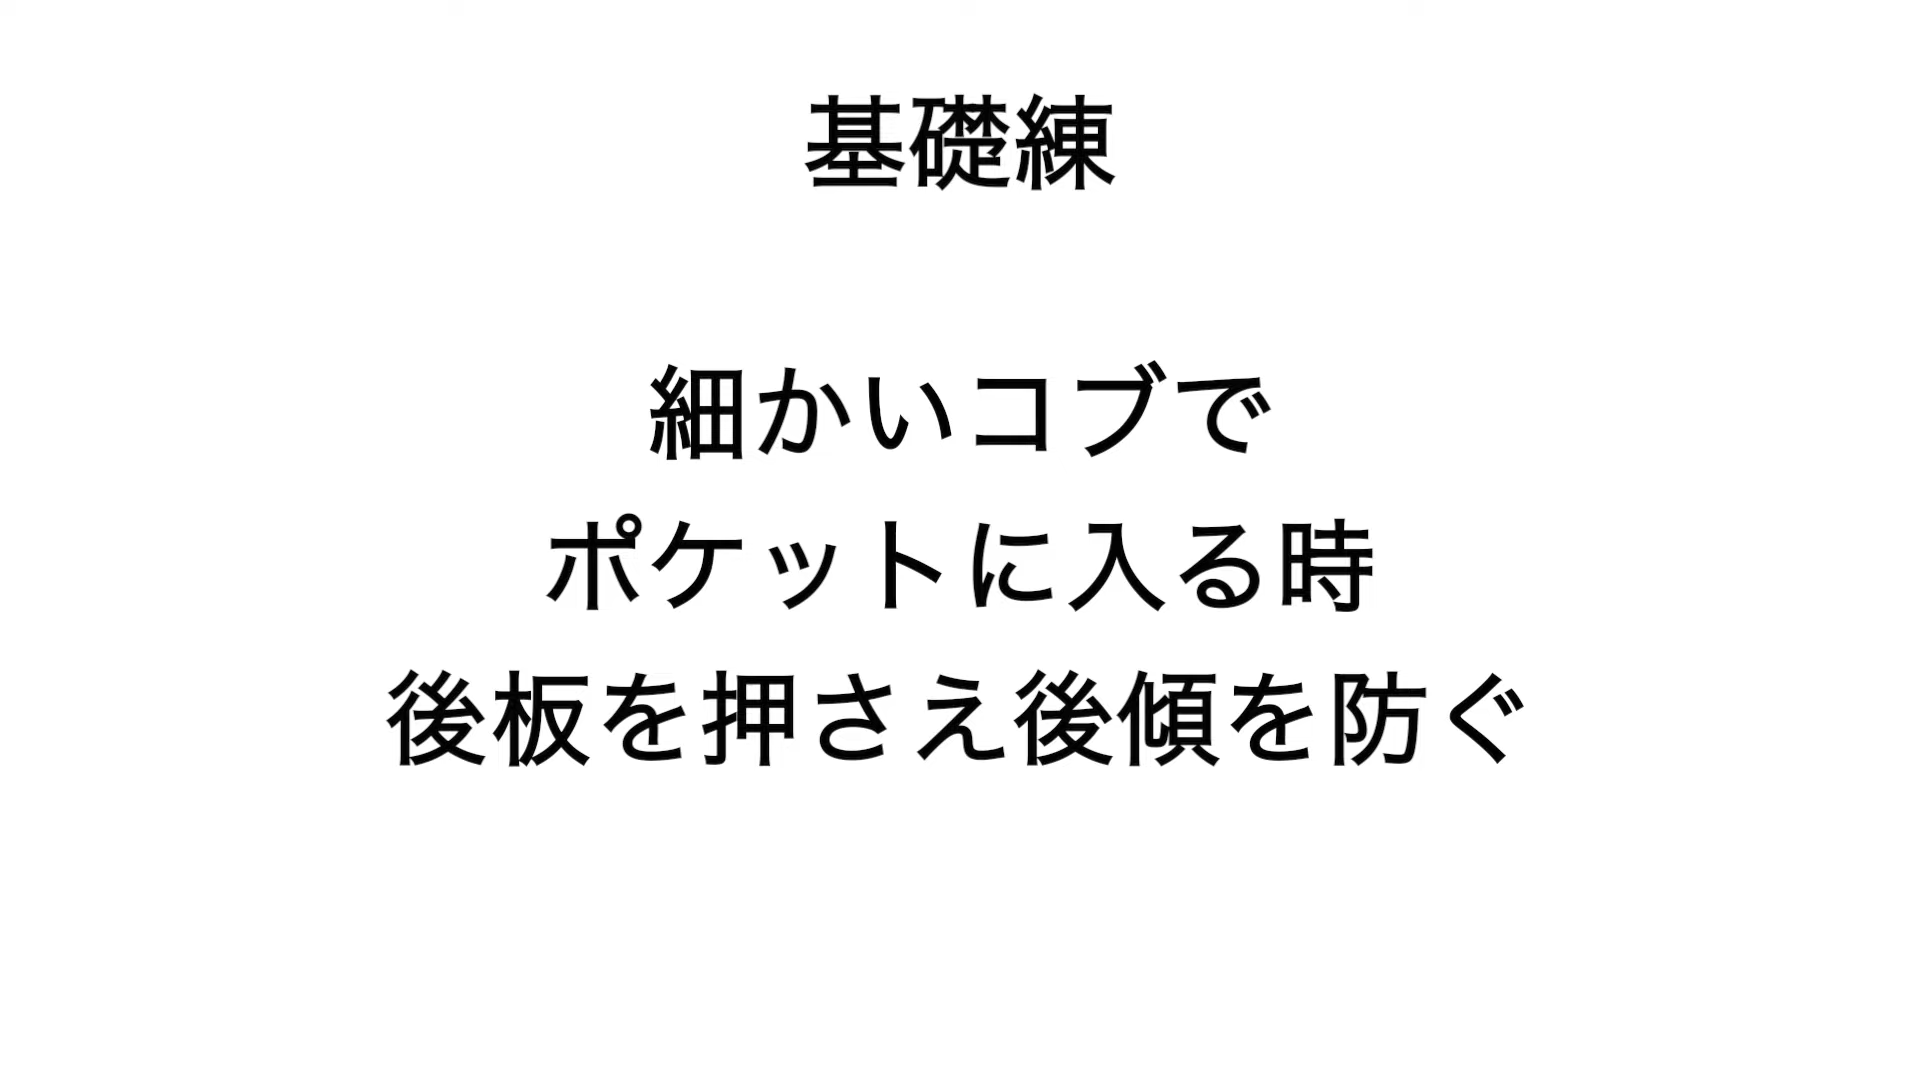 基礎練
細かいコブで
ポケットに入る時
後板を押さえ後傾を防ぐ